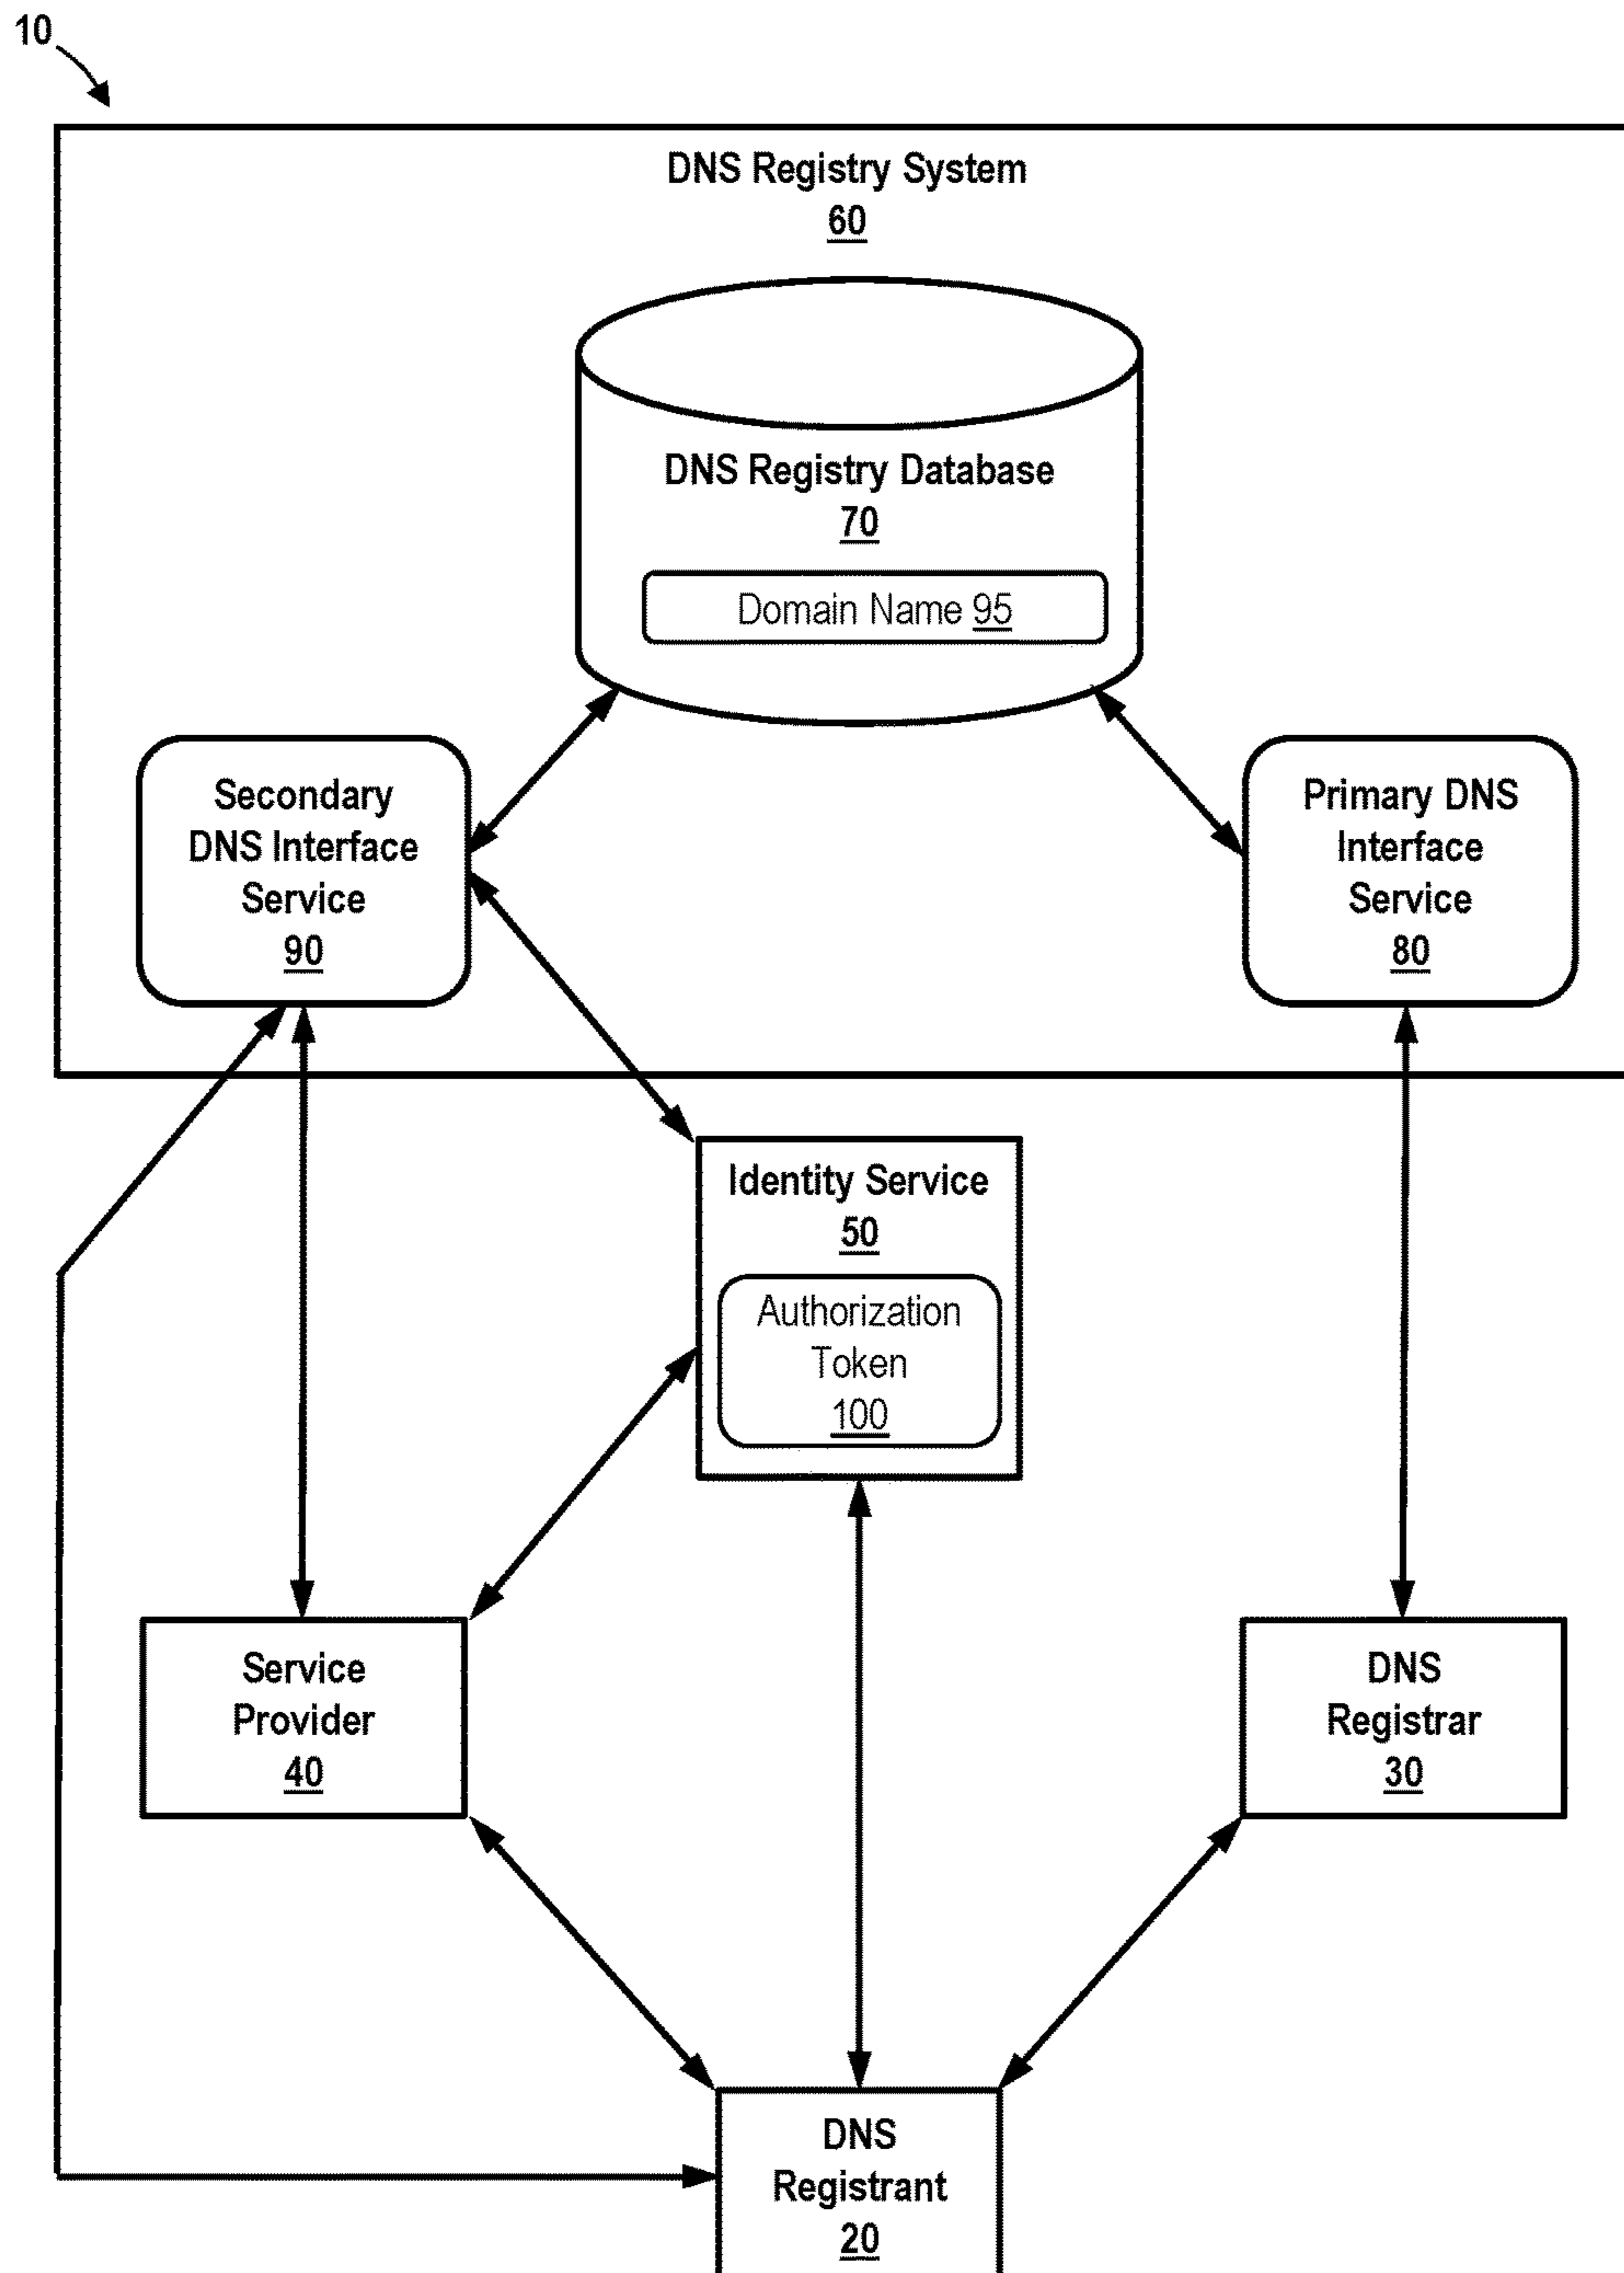 10
DNS Registry System
60
DNS Registry Database
70
Domain Name 95
Secondary
DNS Interface
Service
90
Primary DNS
Interface
Service
80
Identity Service
50
Authorization
Token
100
Service
Provider
40
DNS
Registrar
30
DNS
Registrant
20